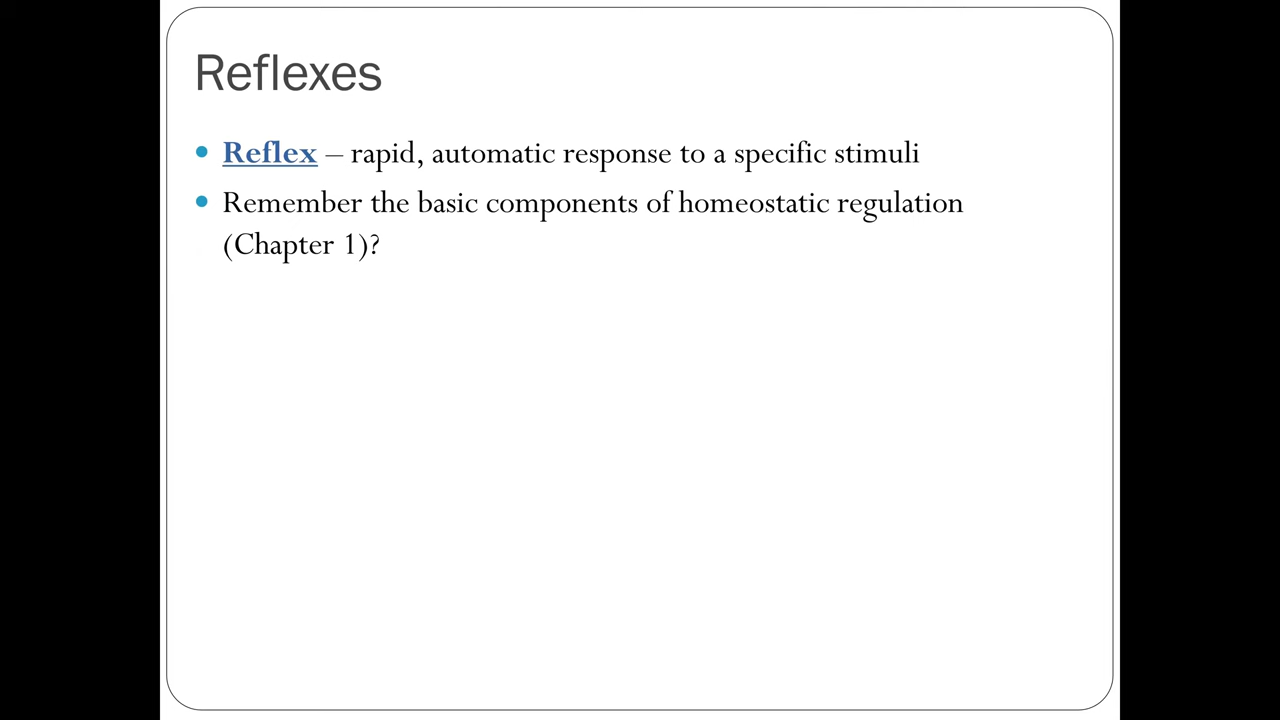 Reflexes
• Reflex – rapid, automatic response to a specific stimuli
• Remember the basic components of homeostatic regulation
(Chapter 1)?